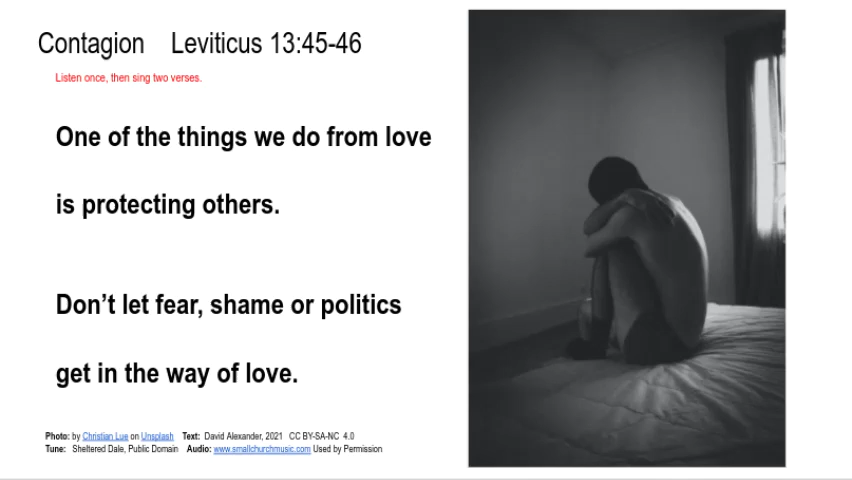 Contagion Leviticus 13:45-46
Listen once, then sing two verses.
One of the things we do from love
is protecting others.
Don’t let fear, shame or politics
get in the way of love.
Photo: by Christian Lue on Unsplash Text: David Alexander, 2021 CC BY-SA-NC 4.0
Tune: Sheltered Dale, Public Domain Audio: www.smallchurchmusic.com Used by Permission